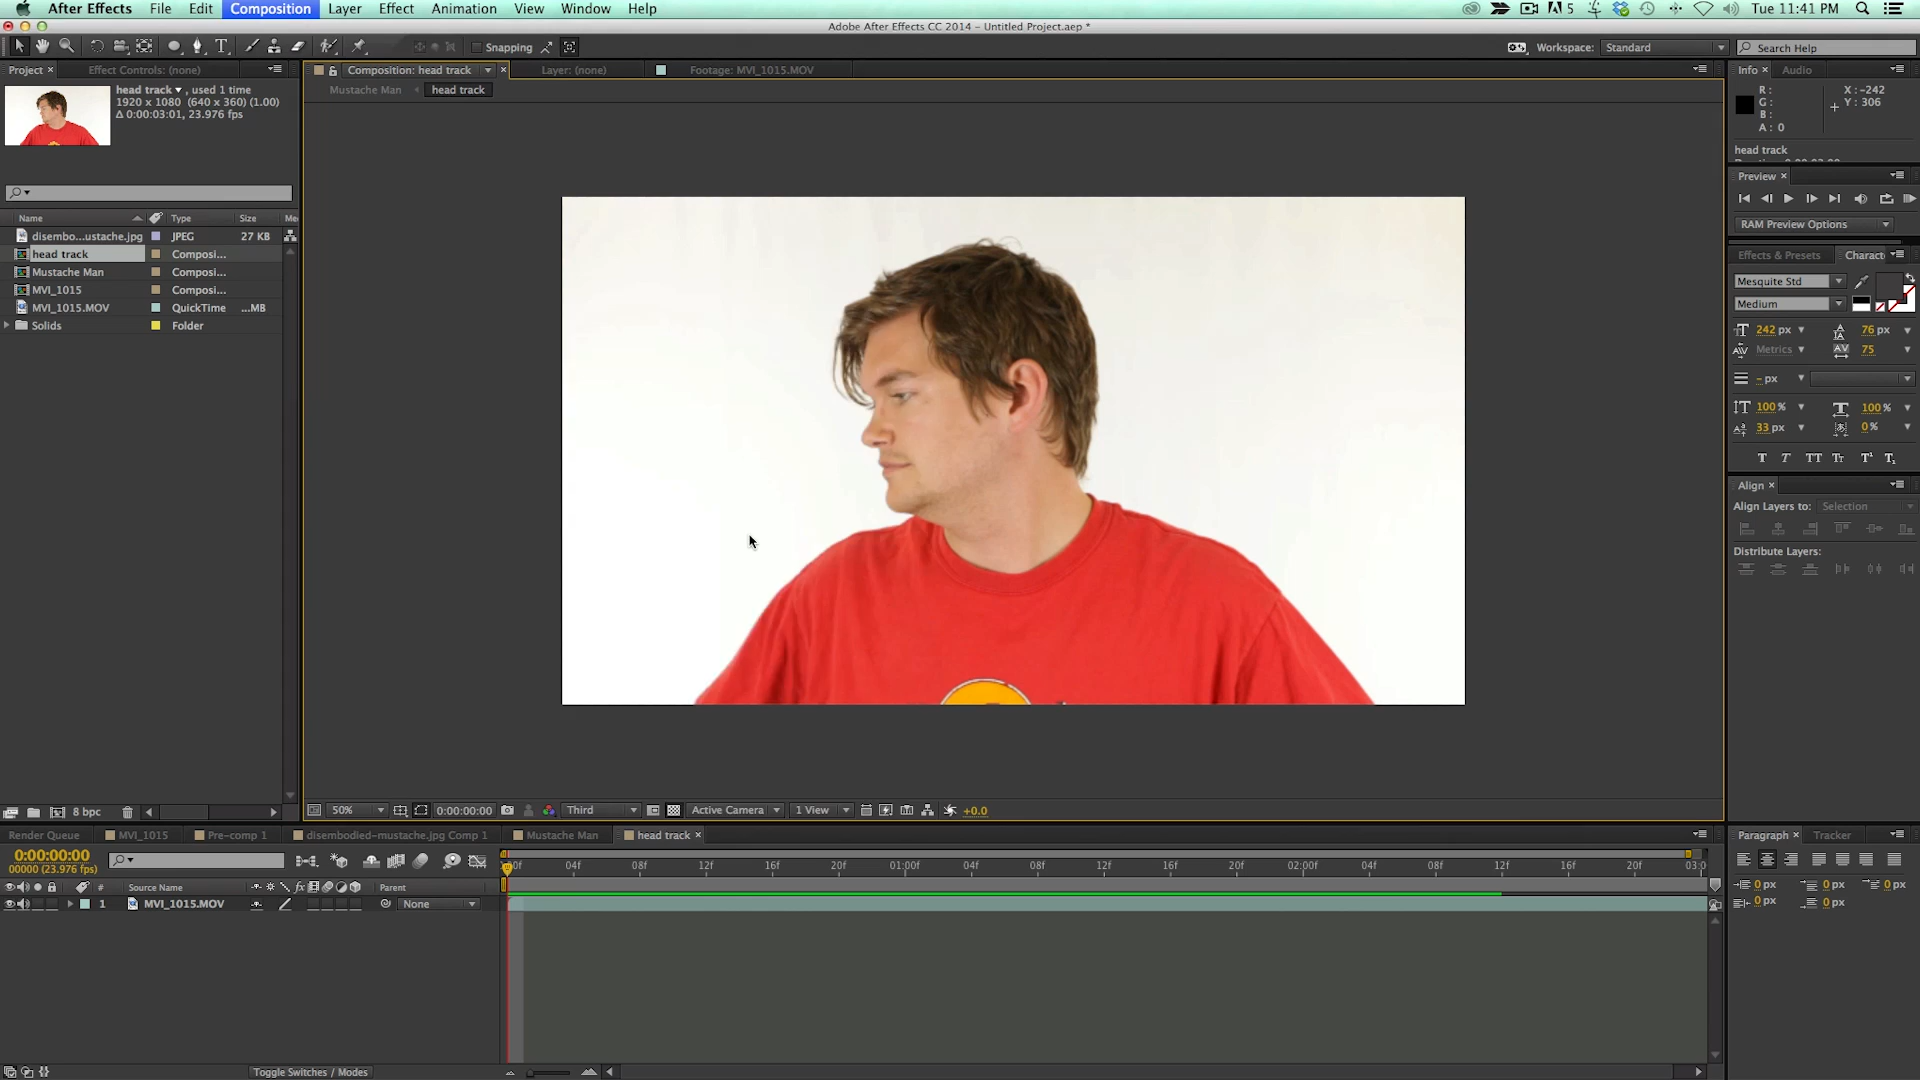 After Effects File Edit Composition Layer Effect Animation View Window Help 5 Tue 11:41 PM
Adobe After Effects CC 2014 – Untitled Project.aep *
Snapping Workspace: Standard Search Help
Project Effect Controls: (none) Composition: head track Layer: (none) Footage: MVI_1015.MOV Info Audio
Mustache Man head track
head track , used 1 time
1920 x 1080 (640 x 360) (1.00)
Δ 0:00:03:01, 23.976 fps
R: X: -242
G: Y: 306
B:
A: 0
head track
Preview
RAM Preview Options
Name Type Size Me
disembo...ustache.jpg JPEG 27 KB
head track Composi...
Mustache Man Composi...
MVI_1015 Composi...
MVI_1015.MOV QuickTime ...MB
Solids Folder
Effects & Presets Charact
Mesquite Std
Medium
242 px 76 px
Metrics 75
- px
100 % 100 %
33 px 0 %
T T TT Tr T¹ T₁
Align
Align Layers to: Selection
Distribute Layers:
8 bpc
50% 0:00:00:00 Third Active Camera 1 View +0.0
Render Queue MVI_1015 Pre-comp 1 disembodied-mustache.jpg Comp 1 Mustache Man head track Paragraph Tracker
0:00:00:00
00000 (23.976 fps)
00f 04f 08f 12f 16f 20f 01:00f 04f 08f 12f 16f 20f 02:00f 04f 08f 12f 16f 20f 03:0
# Source Name Parent
1 MVI_1015.MOV None
0 px 0 px 0 px
0 px 0 px
Toggle Switches / Modes